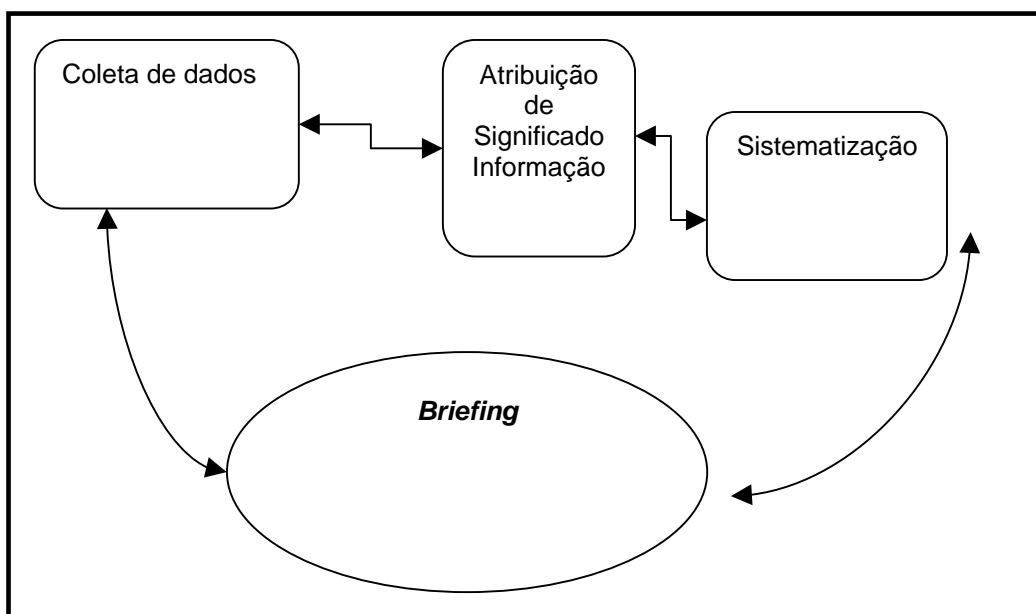 Coleta de dados
Atribuição
de
Significado
Informação
Sistematização
Briefing